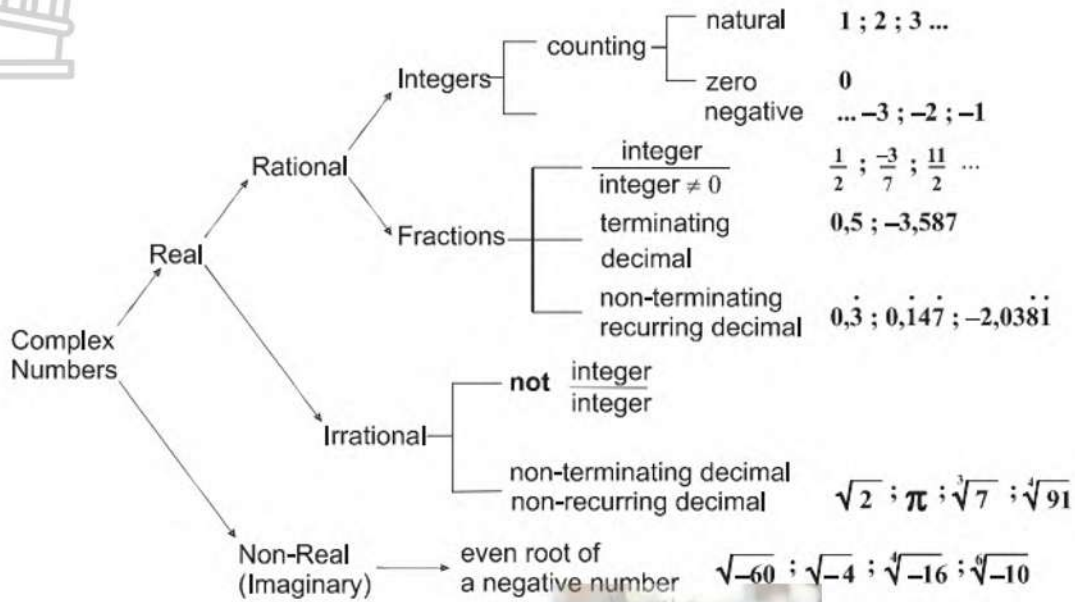 natural 1 ; 2 ; 3 ...
counting
Integers
zero 0
negative ... –3 ; –2 ; –1
Rational
integer
integer ≠ 0
1/2 ; -3/7 ; 11/2 ...
Fractions
terminating 0,5 ; –3,587
decimal
Real
non-terminating
recurring decimal 0,3̇ ; 0,1̇47̇ ; –2,038̇1̇
Complex
Numbers
not integer
integer
Irrational
non-terminating decimal
non-recurring decimal √2 ; π ; ∛7 ; ∜91
Non-Real
(Imaginary)
even root of
a negative number √–60 ; √–4 ; ∜–16 ; ⁶√–10